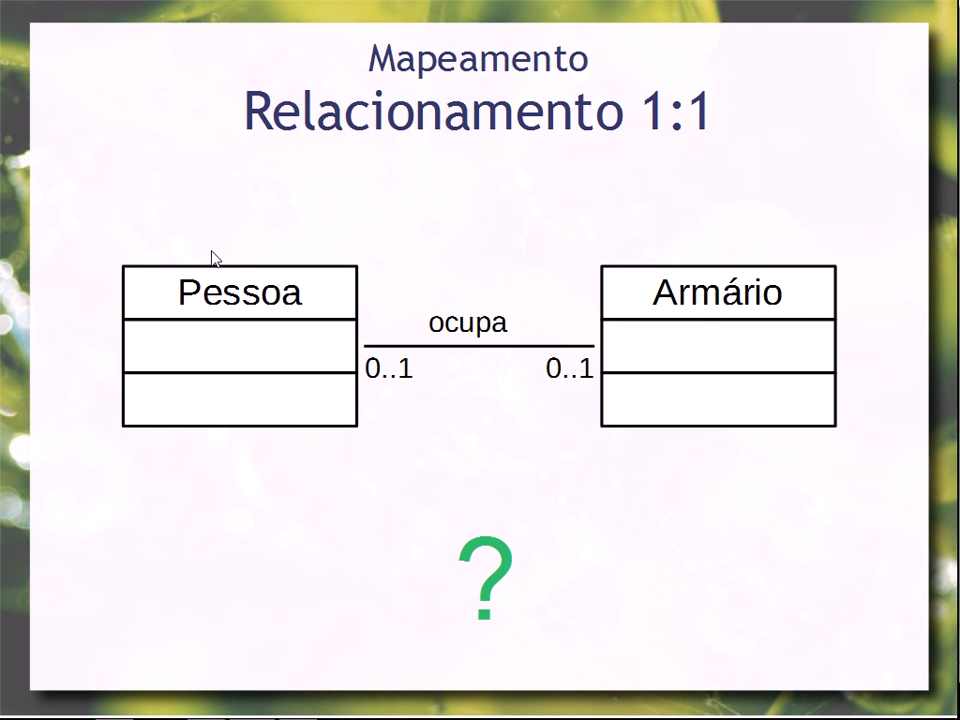 Mapeamento
Relacionamento 1:1
Pessoa
Armário
ocupa
0..1
0..1
?